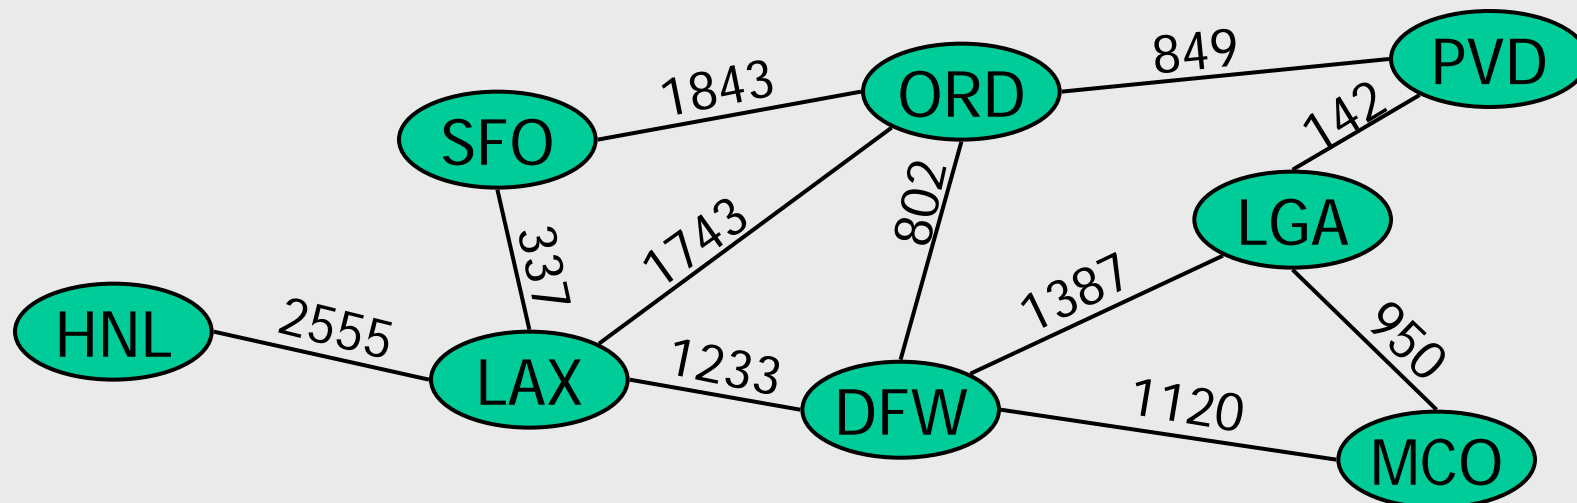 849
PVD
1843
ORD
142
SFO
802
LGA
337
1743
1387
HNL
2555
950
LAX
1233
DFW
1120
MCO